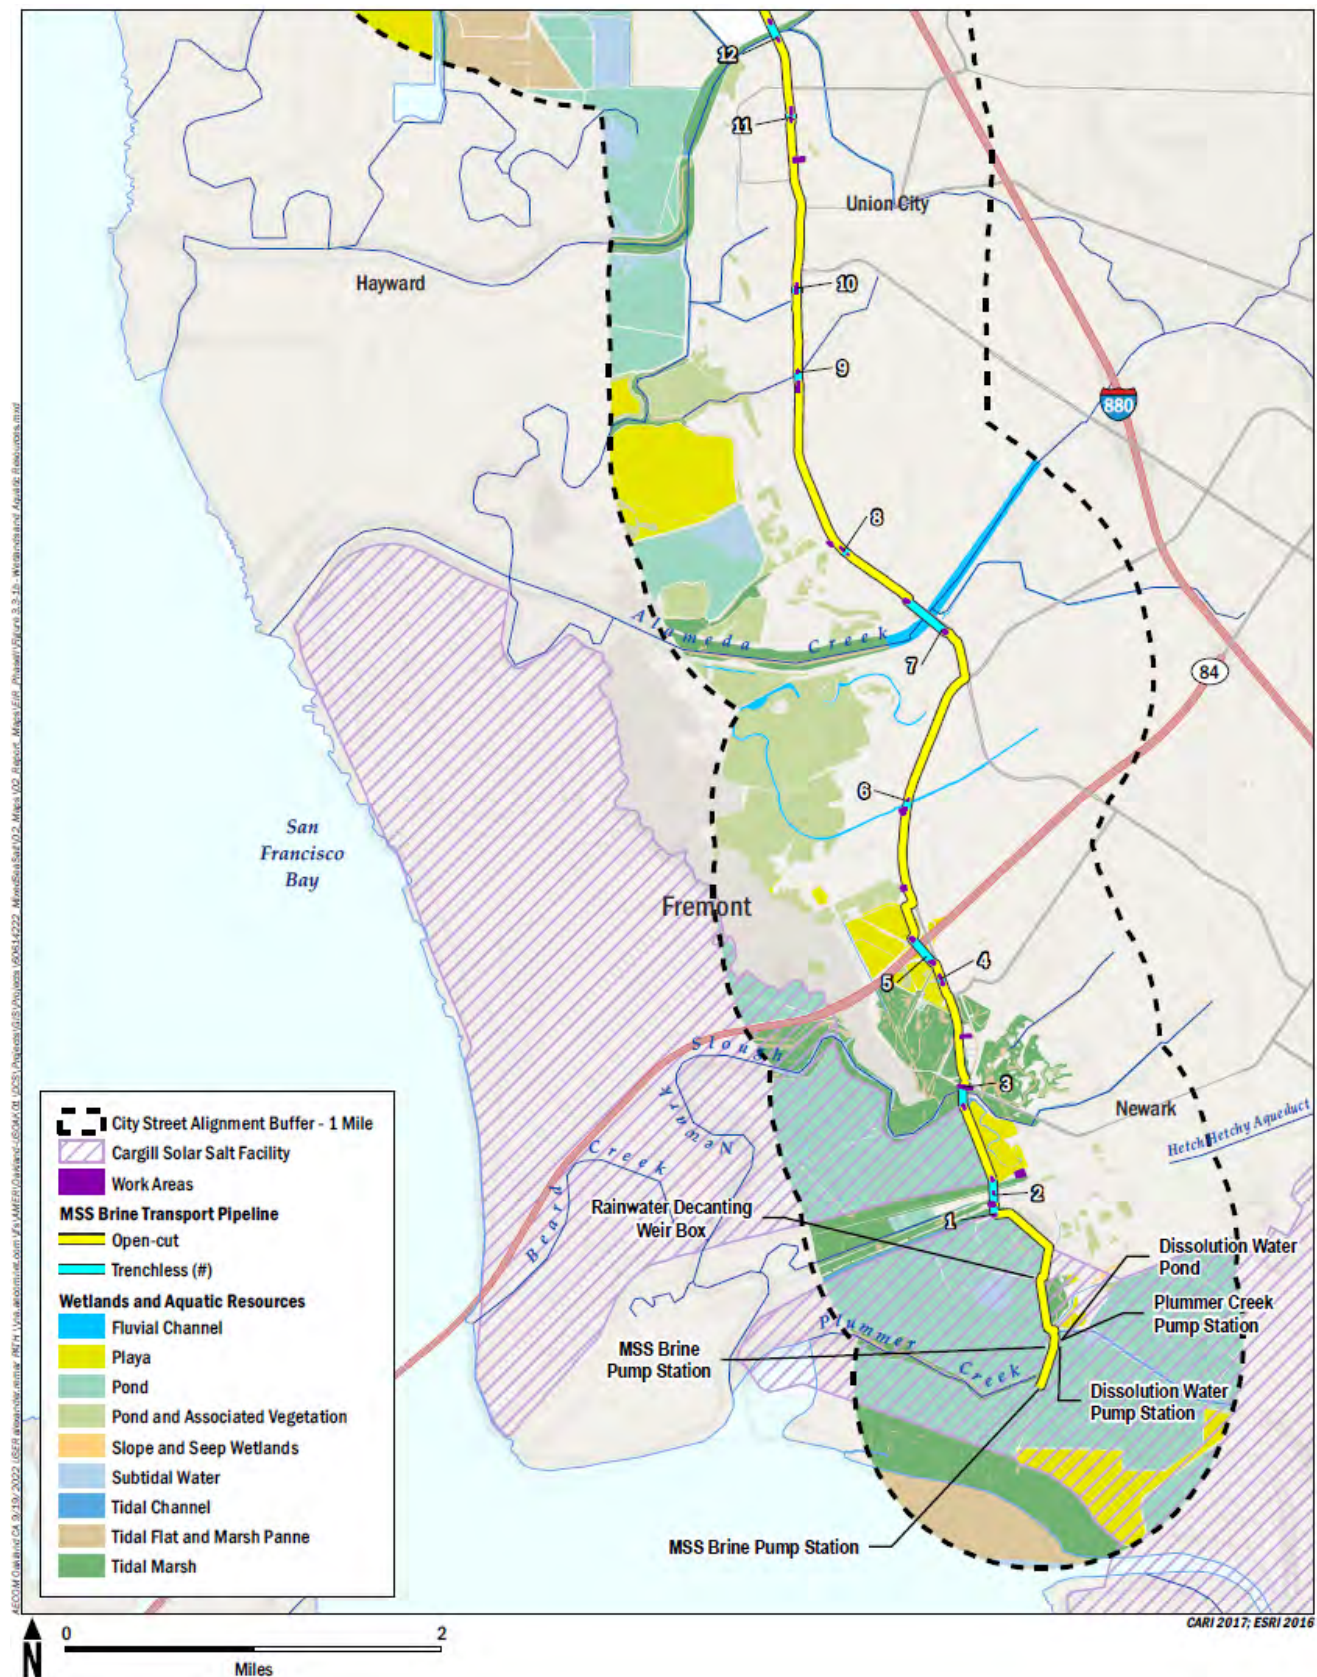 12
11
Union City
Hayward
10
9
880
8
Alameda Creek
7
84
6
San
Francisco
Bay
Fremont
4
5
Slough
Newark
3
Newark
Hetch Hetchy Aqueduct
Creek
Beard
2
Rainwater Decanting
Weir Box
1
Dissolution Water
Pond
Plummer Creek
Pump Station
Plummer
Creek
MSS Brine
Pump Station
Dissolution Water
Pump Station
MSS Brine Pump Station
City Street Alignment Buffer - 1 Mile
Cargill Solar Salt Facility
Work Areas
MSS Brine Transport Pipeline
Open-cut
Trenchless (#)
Wetlands and Aquatic Resources
Fluvial Channel
Playa
Pond
Pond and Associated Vegetation
Slope and Seep Wetlands
Subtidal Water
Tidal Channel
Tidal Flat and Marsh Panne
Tidal Marsh
CARI 2017; ESRI 2016
N
0 2
Miles